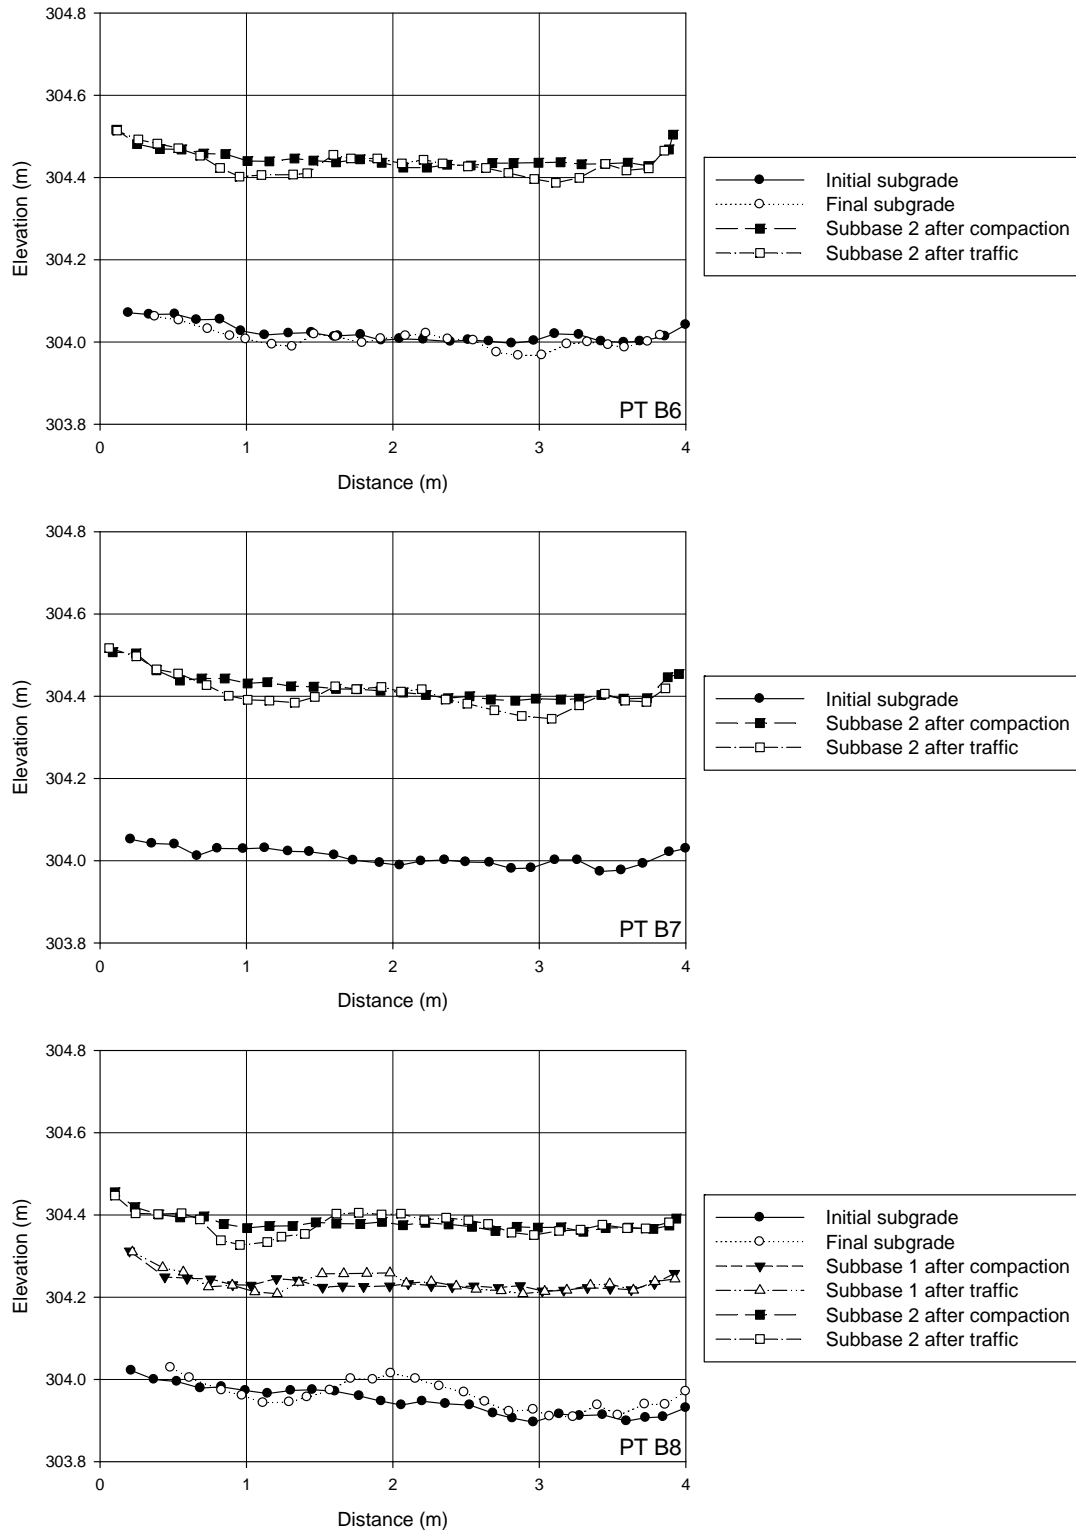 304.8
304.6
304.4
304.2
304.0
303.8
Elevation (m)
0 1 2 3 4
Distance (m)
PT B6
Initial subgrade
Final subgrade
Subbase 2 after compaction
Subbase 2 after traffic
304.8
304.6
304.4
304.2
304.0
303.8
Elevation (m)
0 1 2 3 4
Distance (m)
PT B7
Initial subgrade
Subbase 2 after compaction
Subbase 2 after traffic
304.8
304.6
304.4
304.2
304.0
303.8
Elevation (m)
0 1 2 3 4
Distance (m)
PT B8
Initial subgrade
Final subgrade
Subbase 1 after compaction
Subbase 1 after traffic
Subbase 2 after compaction
Subbase 2 after traffic